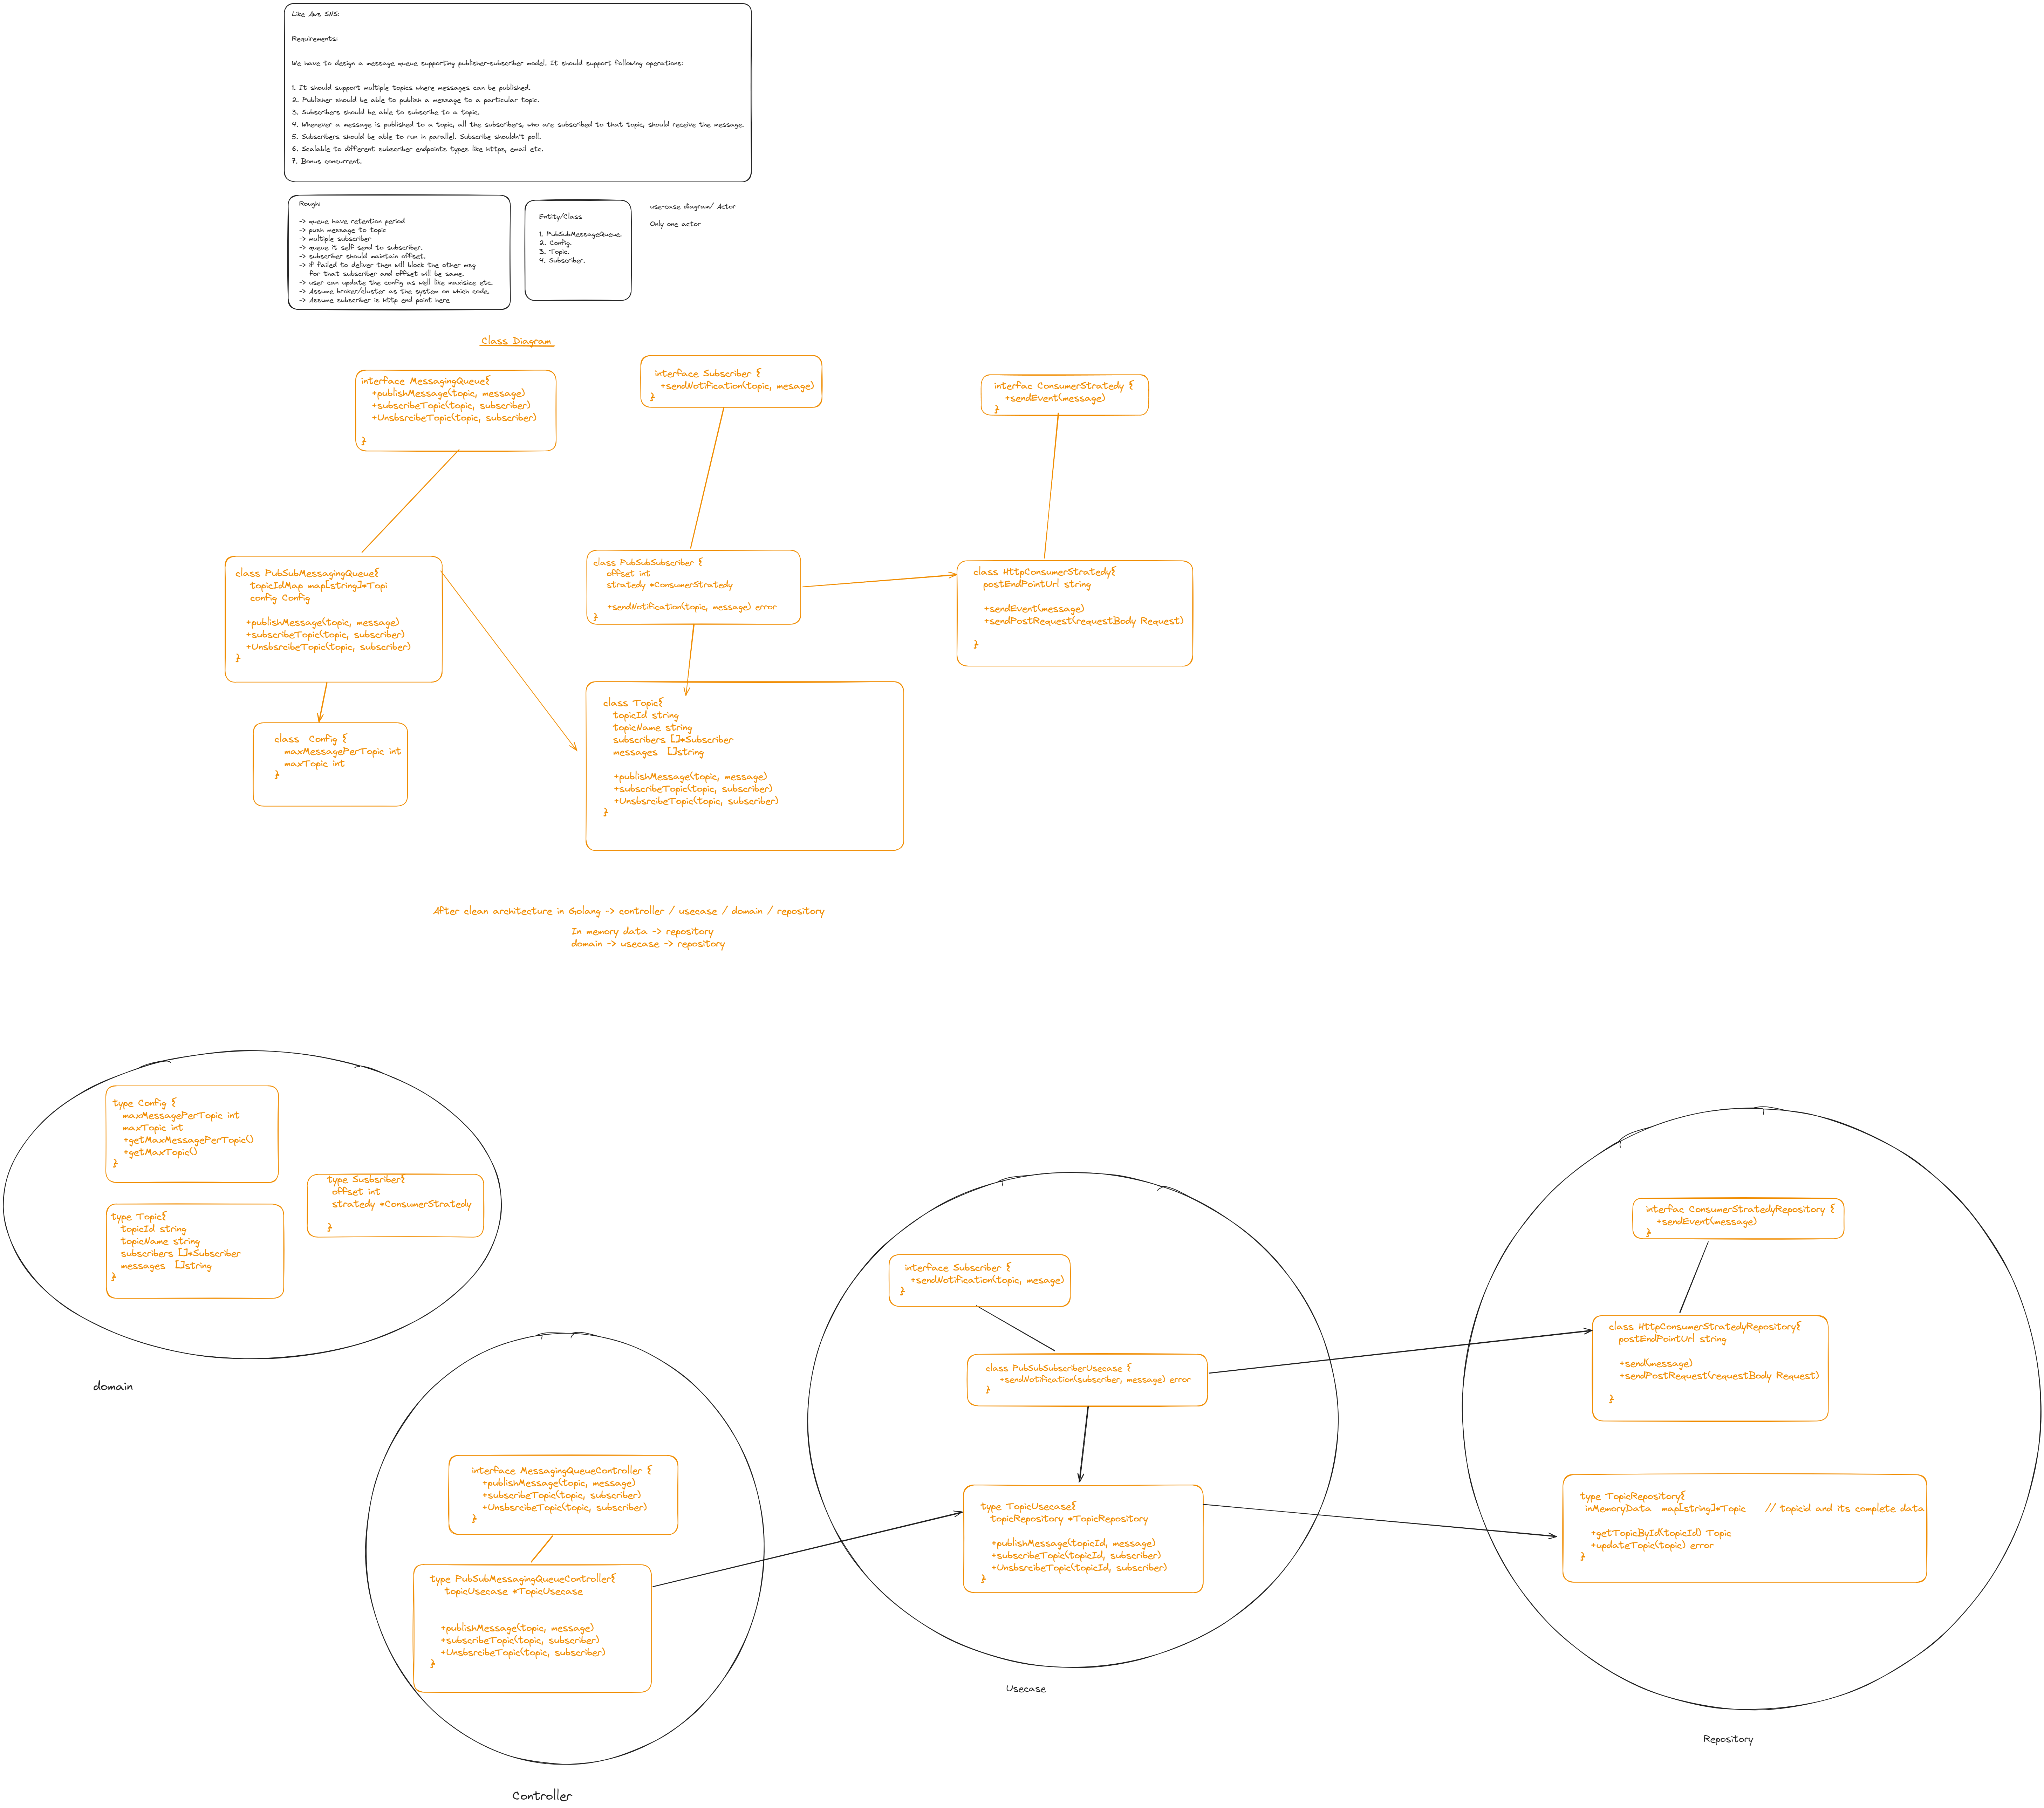 Like Aws SNS:
Requirements:
We have to design a message queue supporting publisher-subscriber model. It should support following operations:
1. It should support multiple topics where messages can be published.
2. Publisher should be able to publish a message to a particular topic.
3. Subscribers should be able to subscribe to a topic.
4. Whenever a message is published to a topic, all the subscribers, who are subscribed to that topic, should receive the message.
5. Subscribers should be able to run in parallel. Subscribe shouldn't poll.
6. Scalable to different subscriber endpoints types like https, email etc.
7. Bonus concurrent.
Rough:
-> queue have retention period
-> push message to topic
-> multiple subscriber
-> queue it self send to subscriber.
-> subscriber should maintain offset.
-> if failed to deliver then will block the other msg
for that subscriber and offset will be same.
-> user can update the config as well like maxisize etc.
-> Assume broker/cluster as the system on which code.
-> Assume subscriber is http end point here
Entity/Class
1. PubSubMessageQueue.
2. Config.
3. Topic.
4. Subscriber.
use-case diagram/ Actor
Only one actor
Class Diagram
interface MessagingQueue{
+publishMessage(topic, message)
+subscribeTopic(topic, subscriber)
+UnsbsrcibeTopic(topic, subscriber)
}
interface Subscriber {
+sendNotification(topic, mesage)
}
interfac ConsumerStratedy {
+sendEvent(message)
}
class PubSubMessagingQueue{
topicIdMap map[string]*Topi
config Config
+publishMessage(topic, message)
+subscribeTopic(topic, subscriber)
+UnsbsrcibeTopic(topic, subscriber)
}
class PubSubSubscriber {
offset int
stratedy *ConsumerStratedy
+sendNotification(topic, message) error
}
class HttpConsumerStratedy{
postEndPointUrl string
+sendEvent(message)
+sendPostRequest(requestBody Request)
}
class Config {
maxMessagePerTopic int
maxTopic int
}
class Topic{
topicId string
topicName string
subscribers []*Subscriber
messages []string
+publishMessage(topic, message)
+subscribeTopic(topic, subscriber)
+UnsbsrcibeTopic(topic, subscriber)
}
After clean architecture in Golang -> controller / usecase / domain / repository
In memory data -> repository
domain -> usecase -> repository
type Config {
maxMessagePerTopic int
maxTopic int
+getMaxMessagePerTopic()
+getMaxTopic()
}
type Susbsriber{
offset int
stratedy *ConsumerStratedy
}
type Topic{
topicId string
topicName string
subscribers []*Subscriber
messages []string
}
domain
interface MessagingQueueController {
+publishMessage(topic, message)
+subscribeTopic(topic, subscriber)
+UnsbsrcibeTopic(topic, subscriber)
}
type PubSubMessagingQueueController{
topicUsecase *TopicUsecase
+publishMessage(topic, message)
+subscribeTopic(topic, subscriber)
+UnsbsrcibeTopic(topic, subscriber)
}
Controller
interface Subscriber {
+sendNotification(topic, mesage)
}
class PubSubSubscriberUsecase {
+sendNotification(subscriber, message) error
}
type TopicUsecase{
topicRepository *TopicRepository
+publishMessage(topicId, message)
+subscribeTopic(topicId, subscriber)
+UnsbsrcibeTopic(topicId, subscriber)
}
Usecase
interfac ConsumerStratedyRepository {
+sendEvent(message)
}
class HttpConsumerStratedyRepository{
postEndPointUrl string
+send(message)
+sendPostRequest(requestBody Request)
}
type TopicRepository{
inMemoryData map[string]*Topic // topicid and its complete data
+getTopicById(topicId) Topic
+updateTopic(topic) error
}
Repository